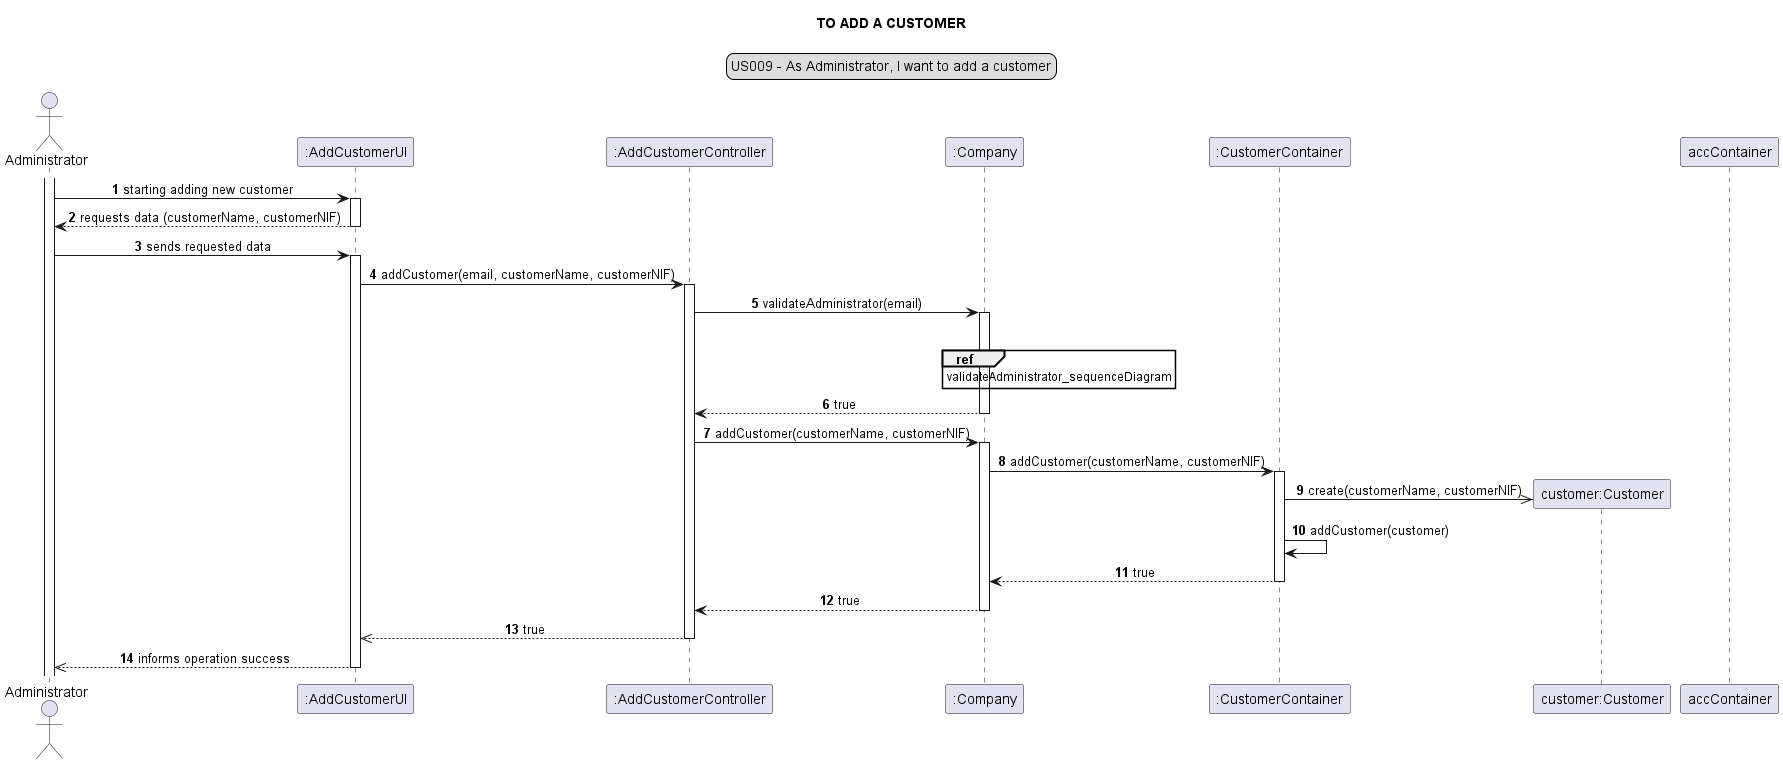 TO ADD A CUSTOMER
US009 - As Administrator, I want to add a customer
Administrator
:AddCustomerUI
:AddCustomerController
:Company
:CustomerContainer
accContainer
1 starting adding new customer
2 requests data (customerName, customerNIF)
3 sends requested data
4 addCustomer(email, customerName, customerNIF)
5 validateAdministrator(email)
ref
validateAdministrator_sequenceDiagram
6 true
7 addCustomer(customerName, customerNIF)
8 addCustomer(customerName, customerNIF)
9 create(customerName, customerNIF)
customer:Customer
10 addCustomer(customer)
11 true
12 true
13 true
14 informs operation success
Administrator
:AddCustomerUI
:AddCustomerController
:Company
:CustomerContainer
customer:Customer
accContainer